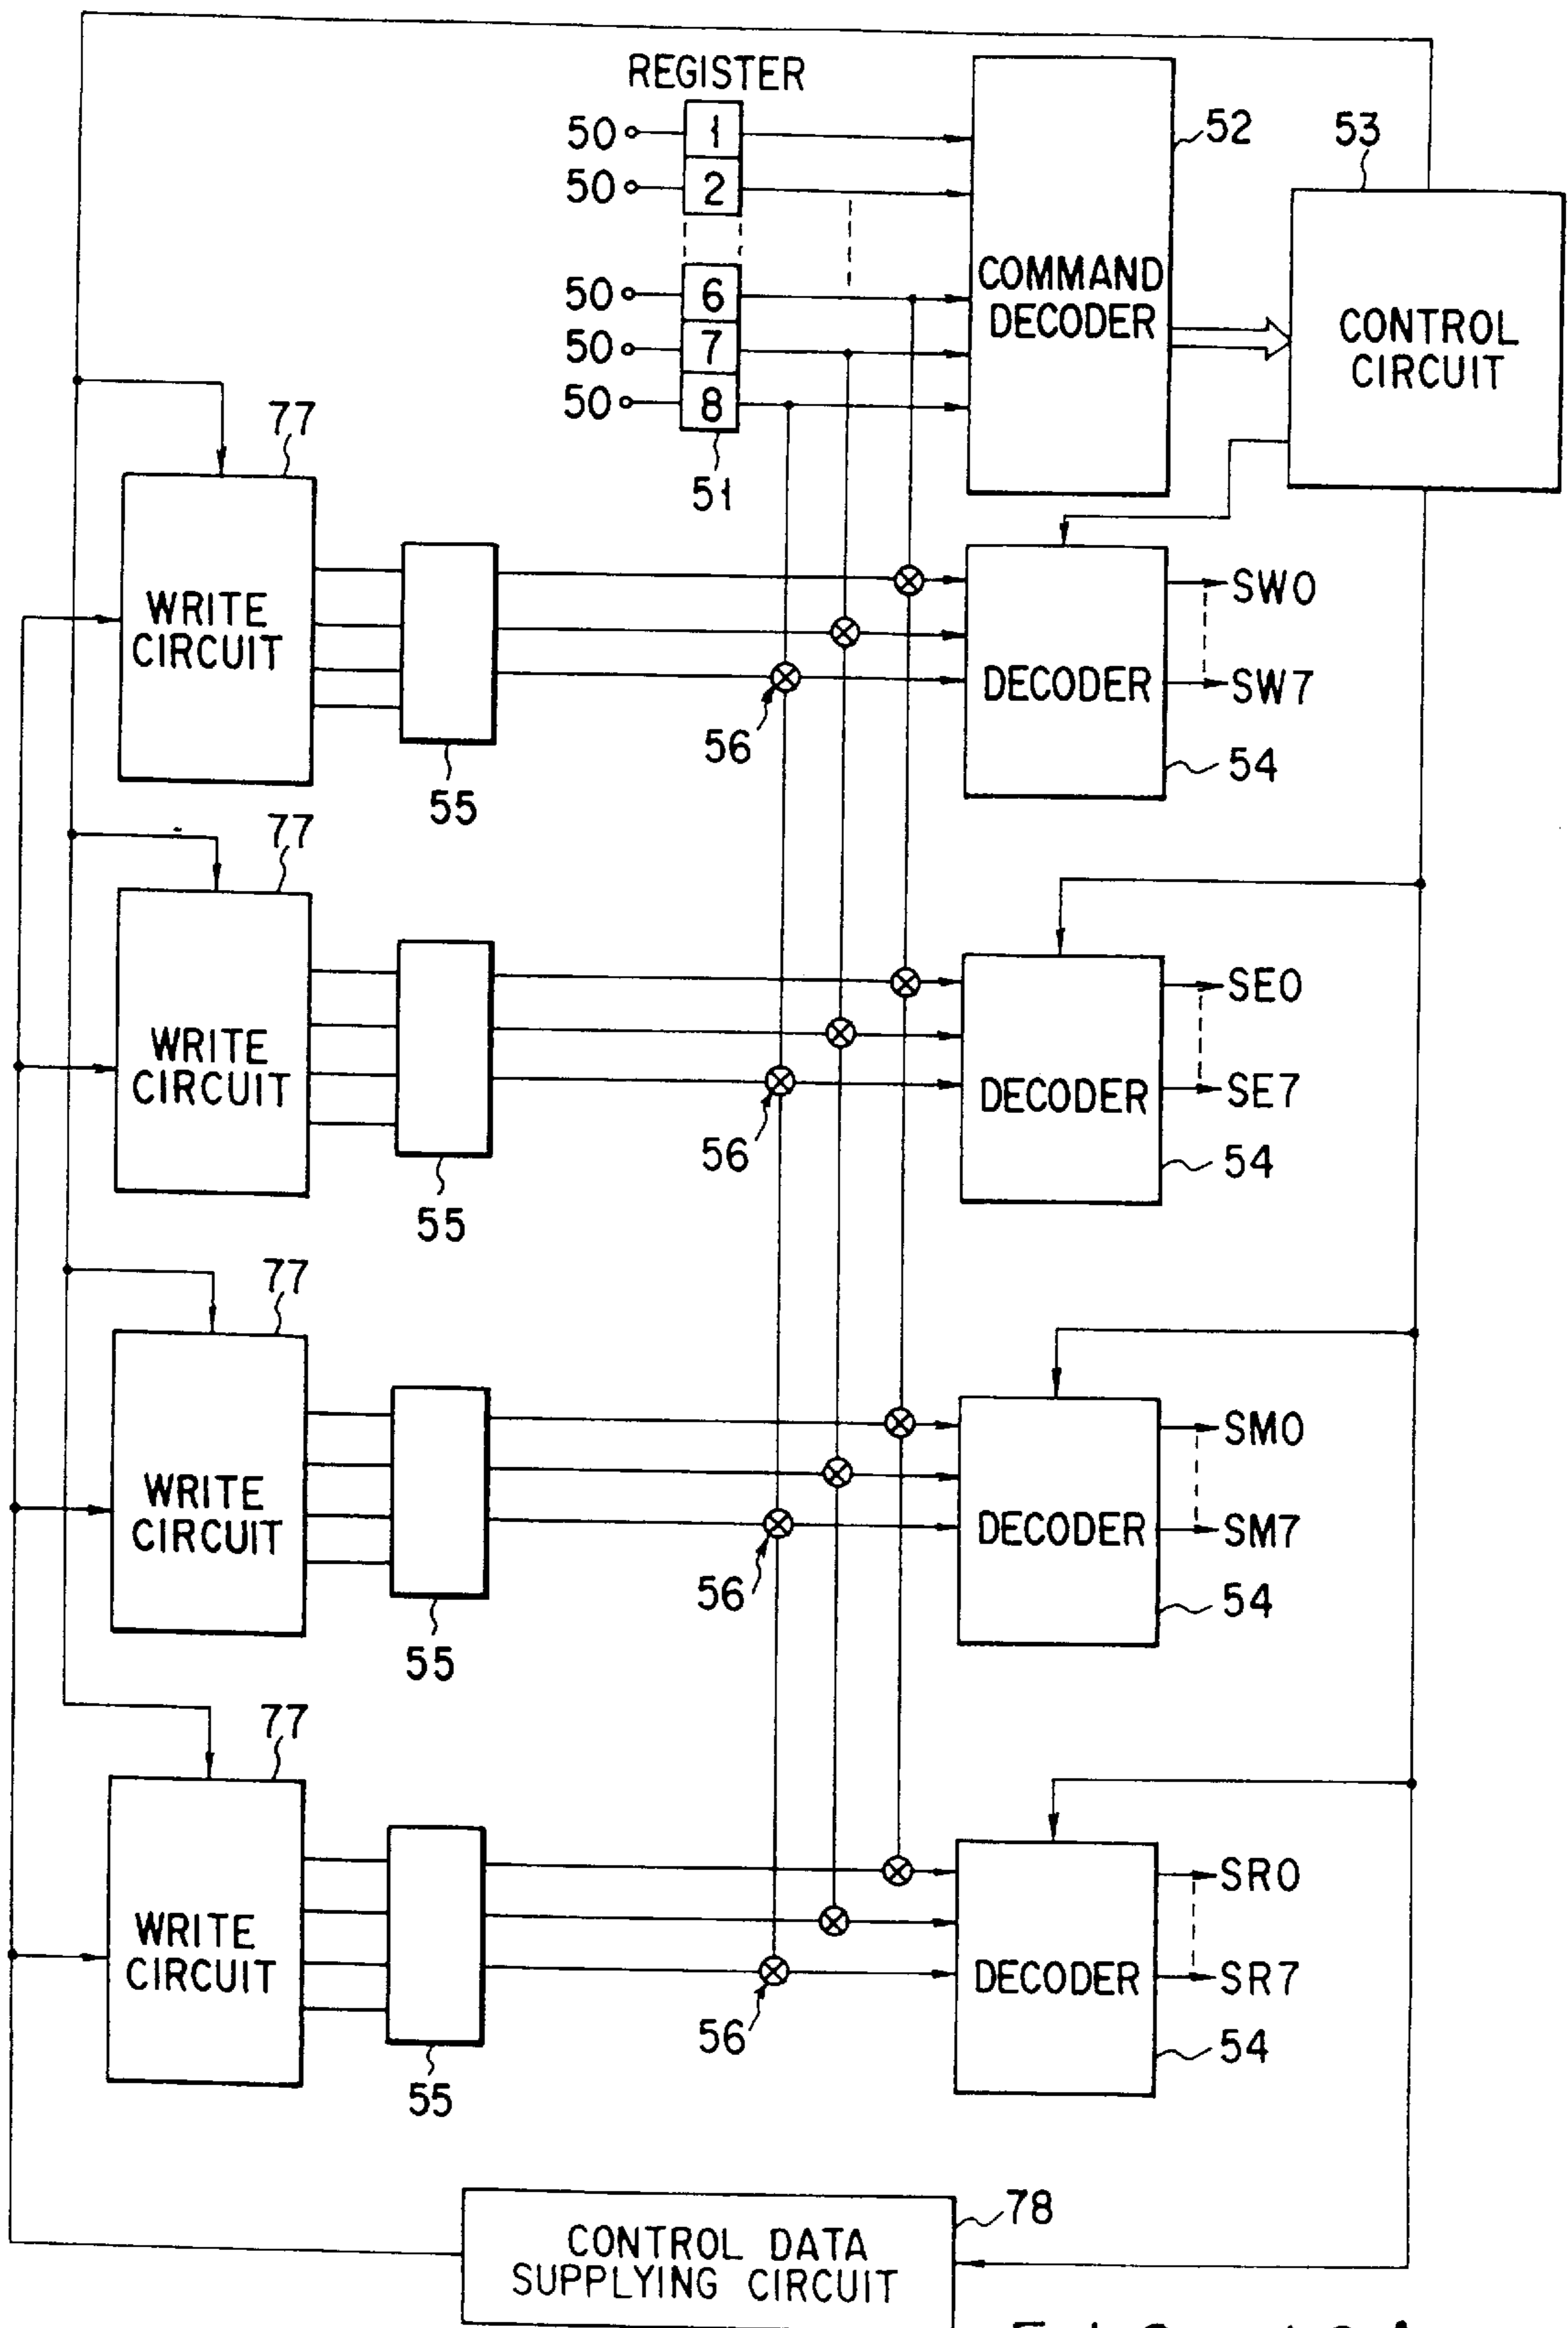 REGISTER
50 1
50 2
50 6
50 7
50 8
51
COMMAND
DECODER
52
53
CONTROL
CIRCUIT
77
WRITE
CIRCUIT
55
56
DECODER
SW0
SW7
54
77
WRITE
CIRCUIT
55
56
DECODER
SE0
SE7
54
77
WRITE
CIRCUIT
55
56
DECODER
SM0
SM7
54
77
WRITE
CIRCUIT
55
56
DECODER
SR0
SR7
54
78
CONTROL DATA
SUPPLYING CIRCUIT